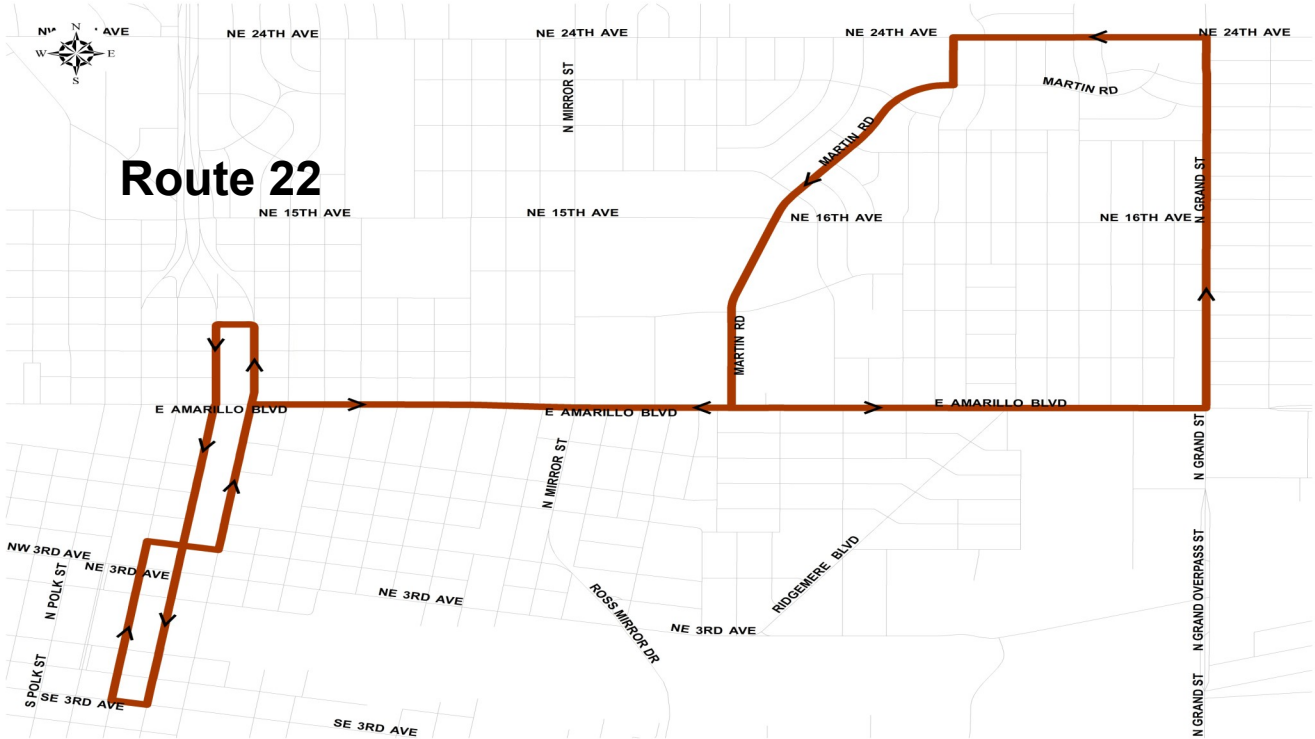 N
W E
S
NE 24TH AVE
NE 24TH AVE
NE 24TH AVE
NE 24TH AVE
MARTIN RD
N MIRROR ST
MARTIN RD
Route 22
N GRAND ST
NE 15TH AVE
NE 15TH AVE
NE 16TH AVE
NE 16TH AVE
MARTIN RD
E AMARILLO BLVD
E AMARILLO BLVD
E AMARILLO BLVD
N MIRROR ST
N GRAND ST
NW 3RD AVE
NE 3RD AVE
N POLK ST
NE 3RD AVE
ROSS MIRROR DR
NE 3RD AVE
RIDGEMERE BLVD
N GRAND OVERPASS ST
S POLK ST
SE 3RD AVE
SE 3RD AVE
N GRAND ST